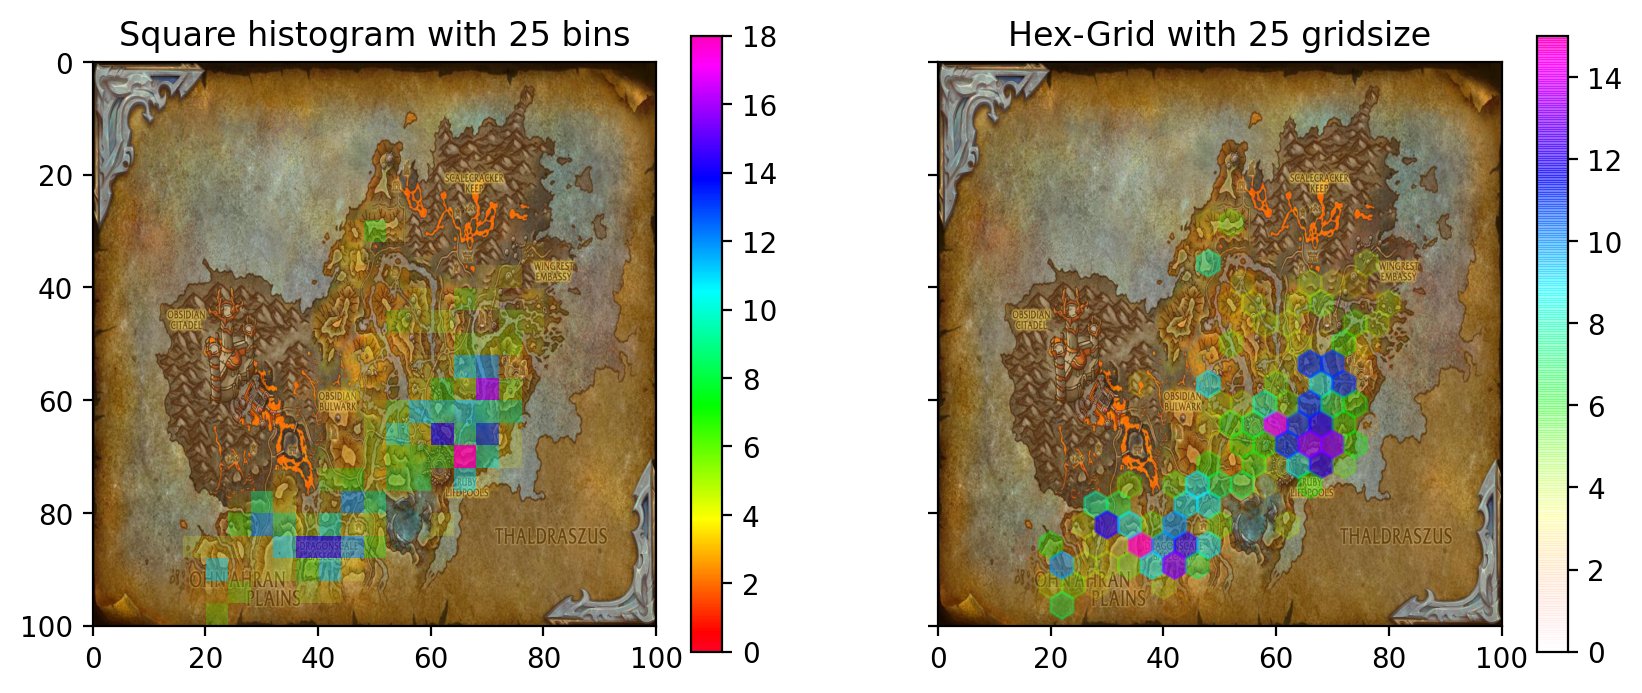 Square histogram with 25 bins
Hex-Grid with 25 gridsize
0
20
40
60
80
100
0
20
40
60
80
100
SCALECRACKER
KEEP
WINGREST
EMBASSY
OBSIDIAN
CITADEL
OBSIDIAN
BULWARK
RUBY
LIFEPOOLS
THALDRASZUS
DRAGONSCALE
OHN'AHRAN
PLAINS
18
16
14
12
10
8
6
4
2
0
0
20
40
60
80
100
SCALECRACKER
KEEP
WINGREST
EMBASSY
OBSIDIAN
CITADEL
OBSIDIAN
BULWARK
LIFEPOOLS
THALDRASZUS
OHN'AHRAN
PLAINS
14
12
10
8
6
4
2
0